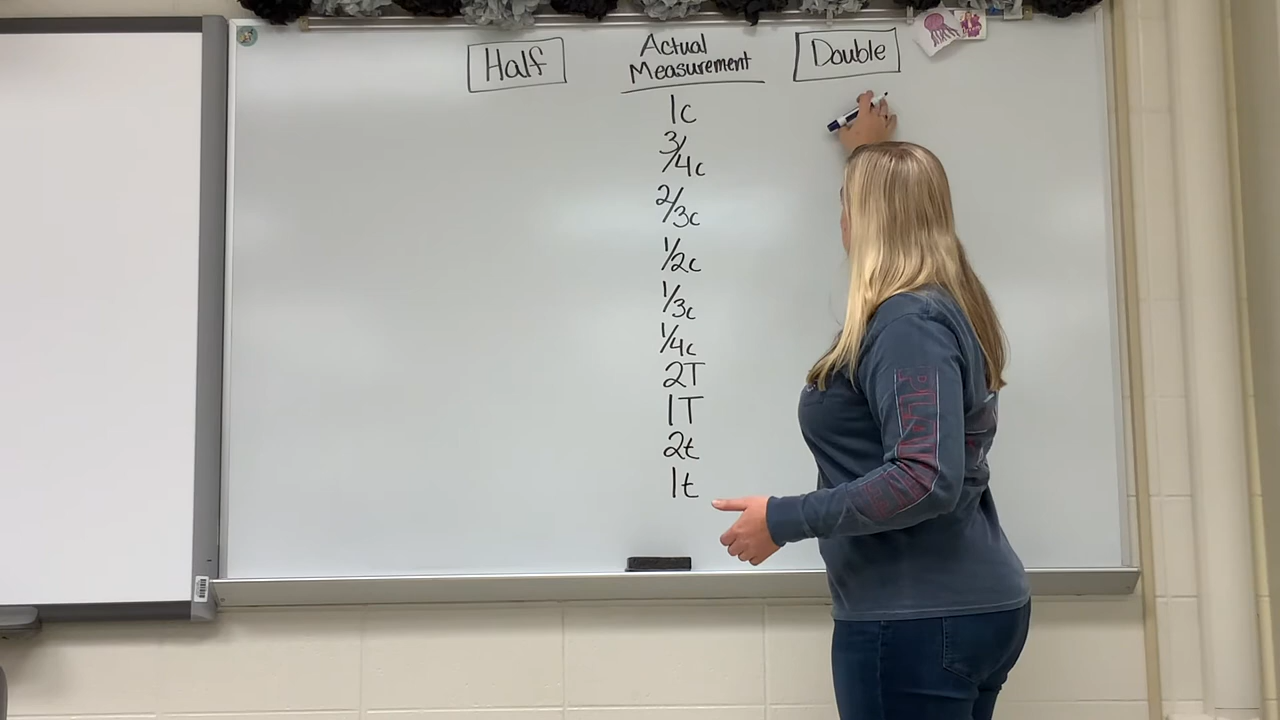 Half
Actual
Measurement
Double
1c
3/4c
2/3c
1/2c
1/3c
1/4c
2T
1T
2t
1t